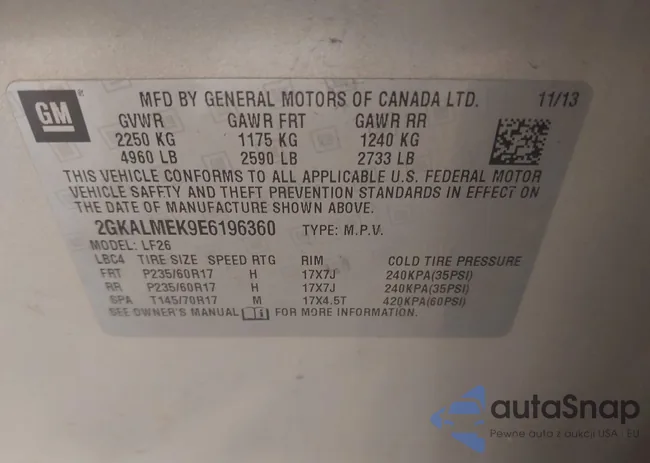 GM ®
MFD BY GENERAL MOTORS OF CANADA LTD. 11/13
GVWR GAWR FRT GAWR RR
2250 KG 1175 KG 1240 KG
4960 LB 2590 LB 2733 LB
THIS VEHICLE CONFORMS TO ALL APPLICABLE U.S. FEDERAL MOTOR
VEHICLE SAFETY AND THEFT PREVENTION STANDARDS IN EFFECT ON
THE DATE OF MANUFACTURE SHOWN ABOVE.
2GKALMEK9E6196360 TYPE: M.P.V.
MODEL: LF26
LBC4 TIRE SIZE SPEED RTG RIM COLD TIRE PRESSURE
FRT P235/60R17 H 17X7J 240KPA(35PSI)
RR P235/60R17 H 17X7J 240KPA(35PSI)
SPA T145/70R17 M 17X4.5T 420KPA(60PSI)
SEE OWNER'S MANUAL FOR MORE INFORMATION.
autaSnap
Pewne auta z aukcji USA i EU